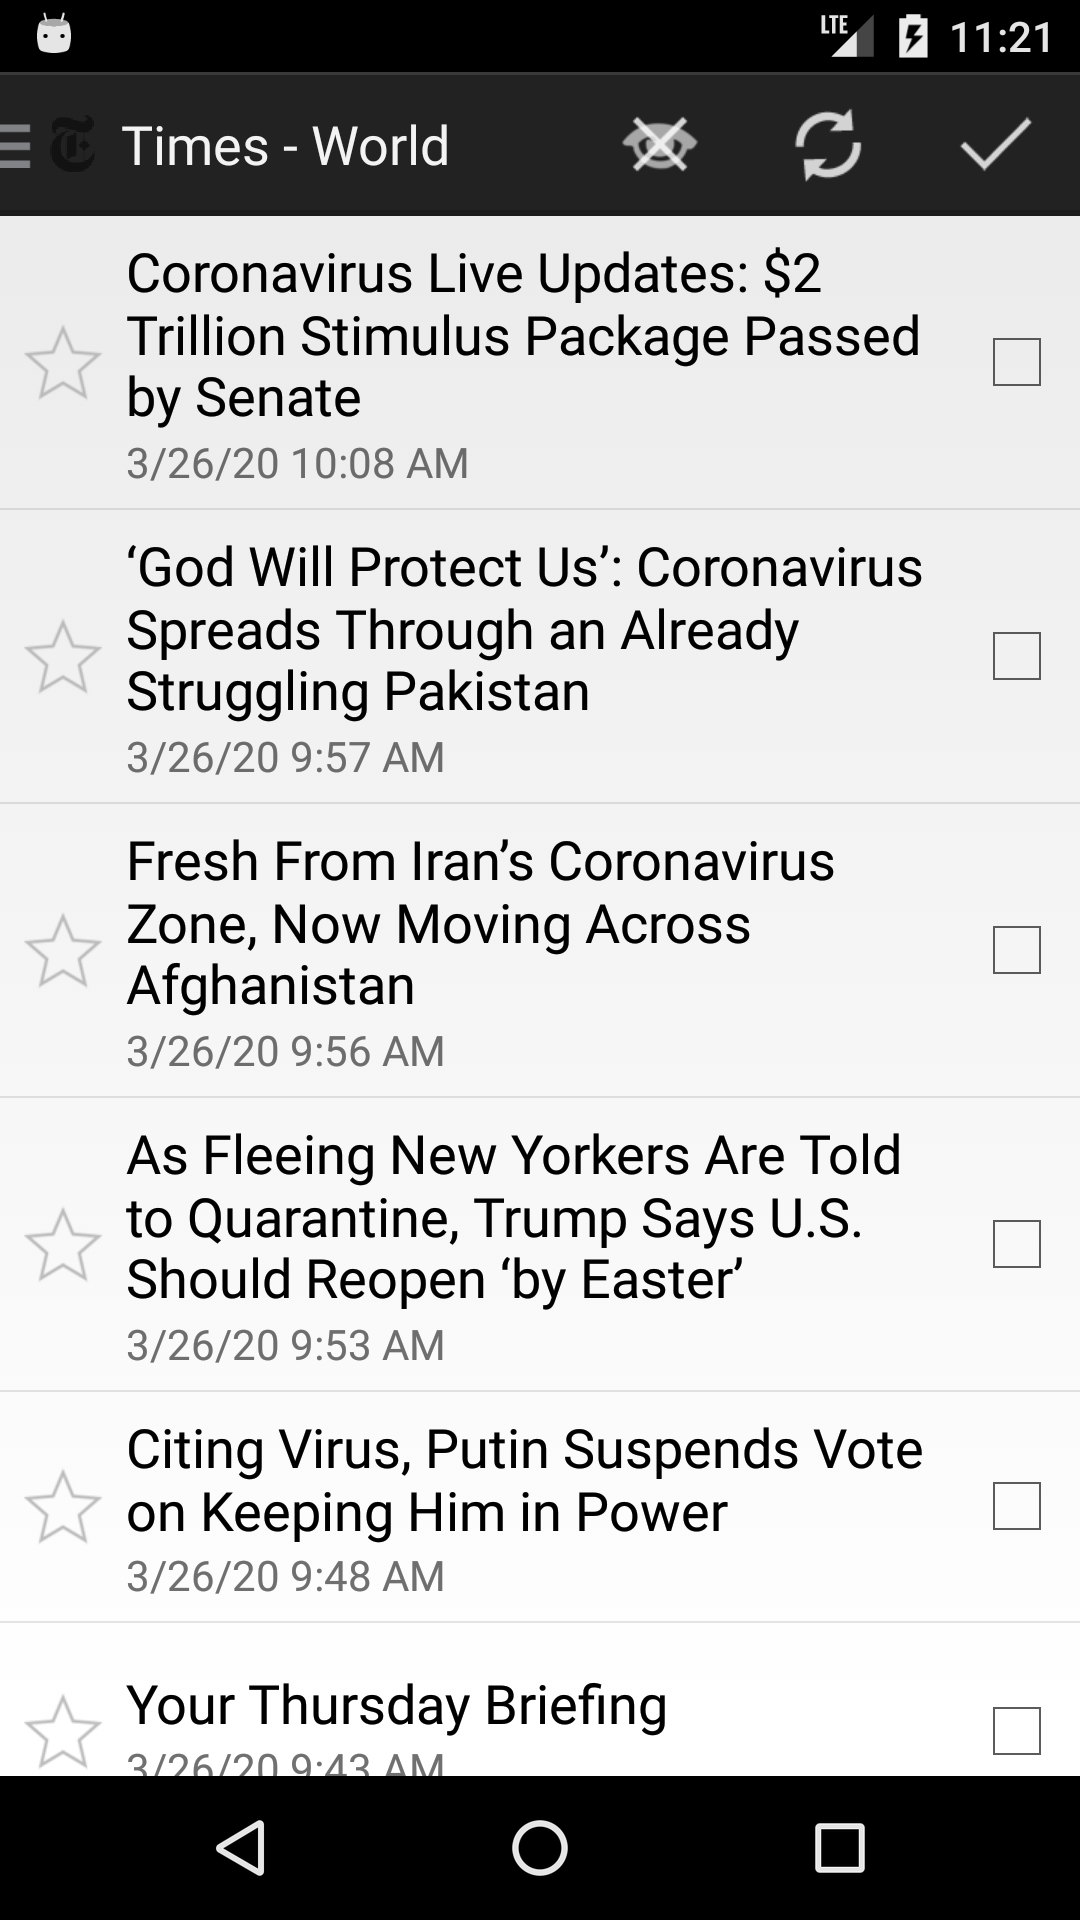 LTE 11:21
Times - World
Coronavirus Live Updates: $2
Trillion Stimulus Package Passed
by Senate
3/26/20 10:08 AM
‘God Will Protect Us’: Coronavirus
Spreads Through an Already
Struggling Pakistan
3/26/20 9:57 AM
Fresh From Iran’s Coronavirus
Zone, Now Moving Across
Afghanistan
3/26/20 9:56 AM
As Fleeing New Yorkers Are Told
to Quarantine, Trump Says U.S.
Should Reopen ‘by Easter’
3/26/20 9:53 AM
Citing Virus, Putin Suspends Vote
on Keeping Him in Power
3/26/20 9:48 AM
Your Thursday Briefing
3/26/20 9:43 AM